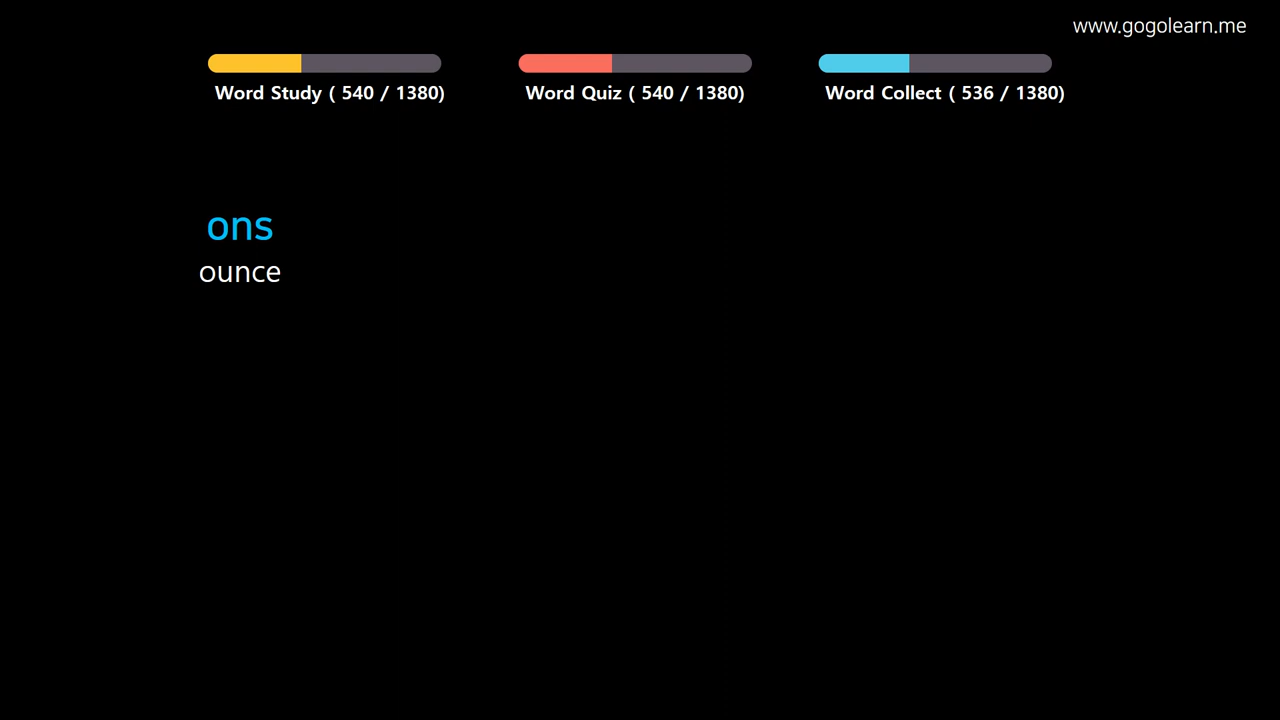 www.gogolearn.me
Word Study ( 540 / 1380)
Word Quiz ( 540 / 1380)
Word Collect ( 536 / 1380)
ons
ounce